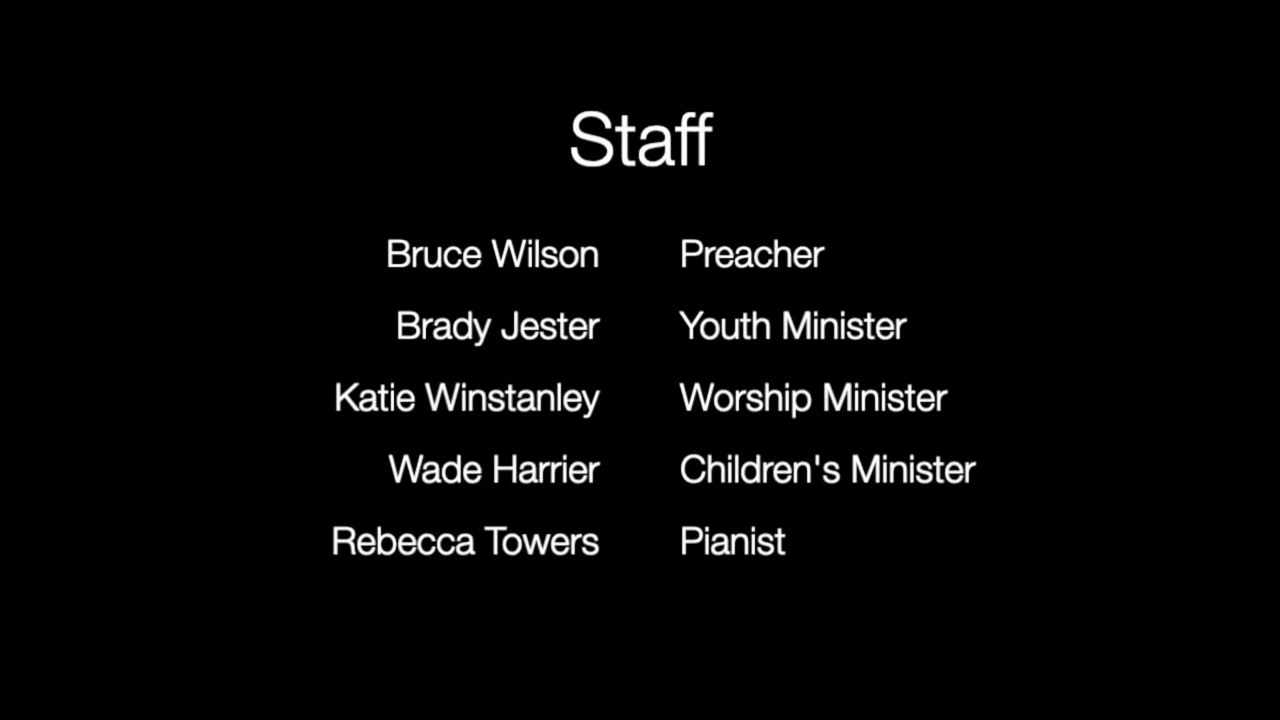 Staff
Bruce Wilson Preacher
Brady Jester Youth Minister
Katie Winstanley Worship Minister
Wade Harrier Children's Minister
Rebecca Towers Pianist